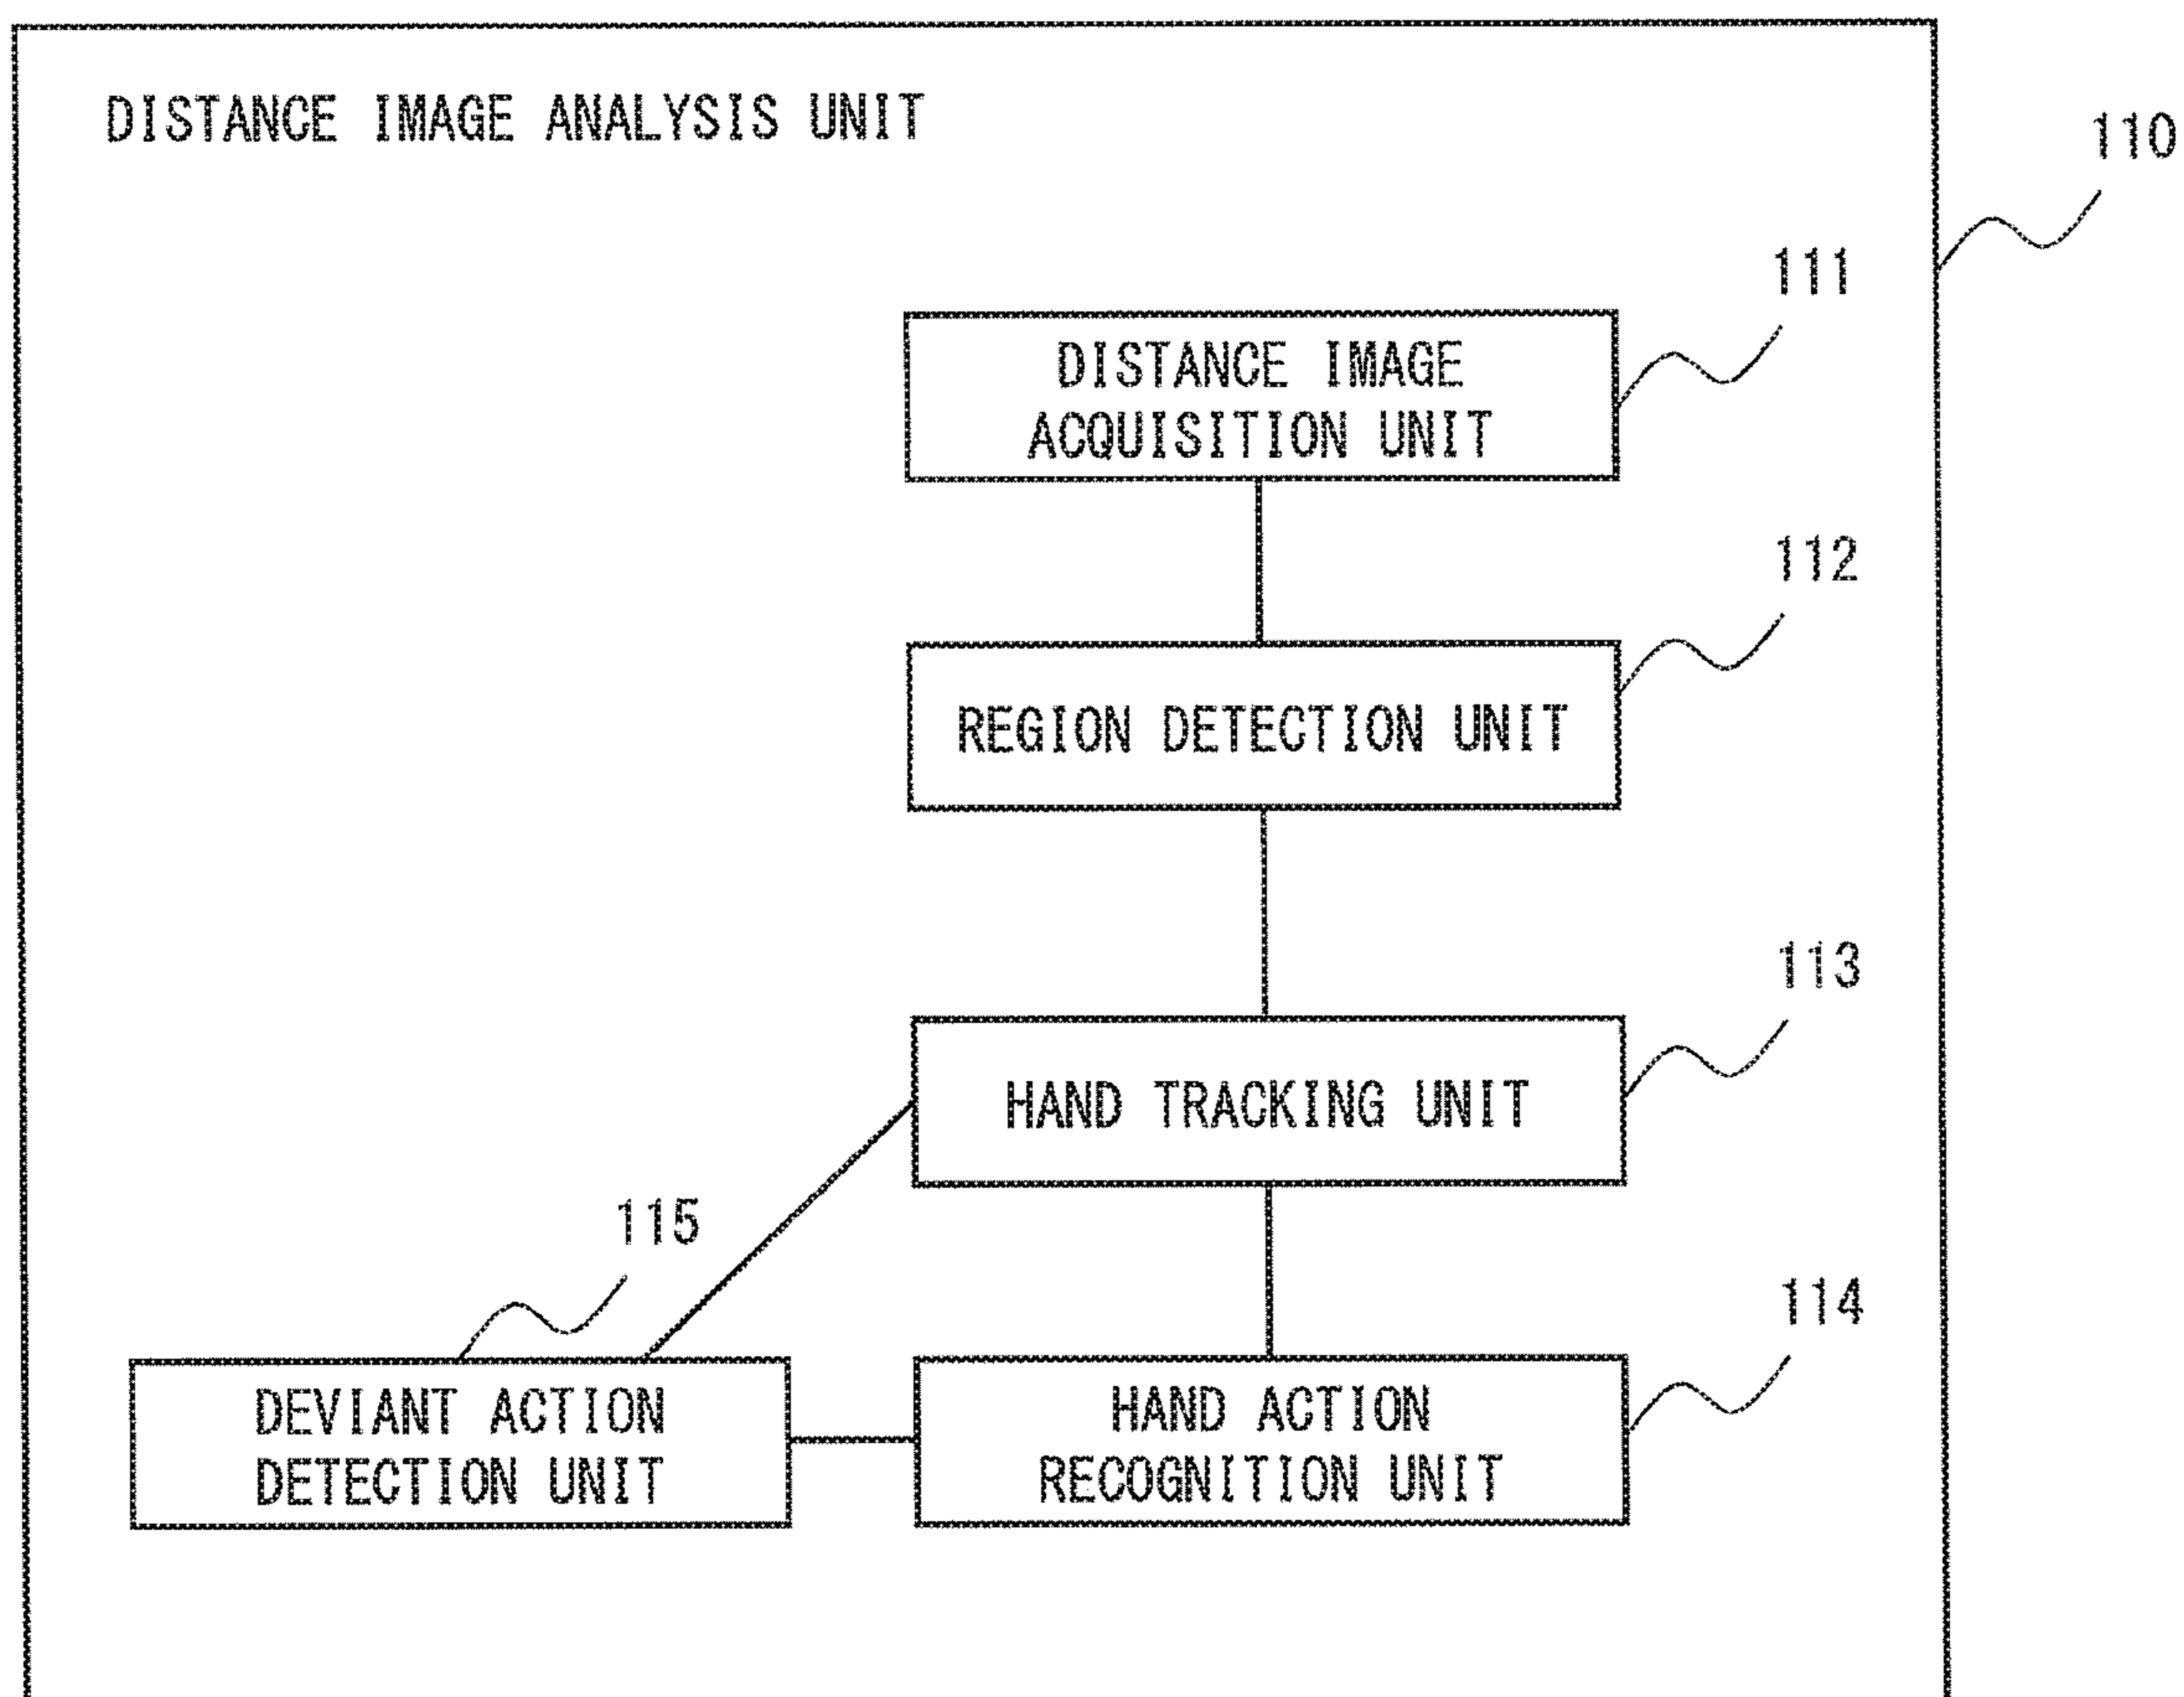 DISTANCE IMAGE ANALYSIS UNIT
110
111
DISTANCE IMAGE
ACQUISITION UNIT
112
REGION DETECTION UNIT
113
HAND TRACKING UNIT
115
114
DEVIANT ACTION
DETECTION UNIT
HAND ACTION
RECOGNITION UNIT